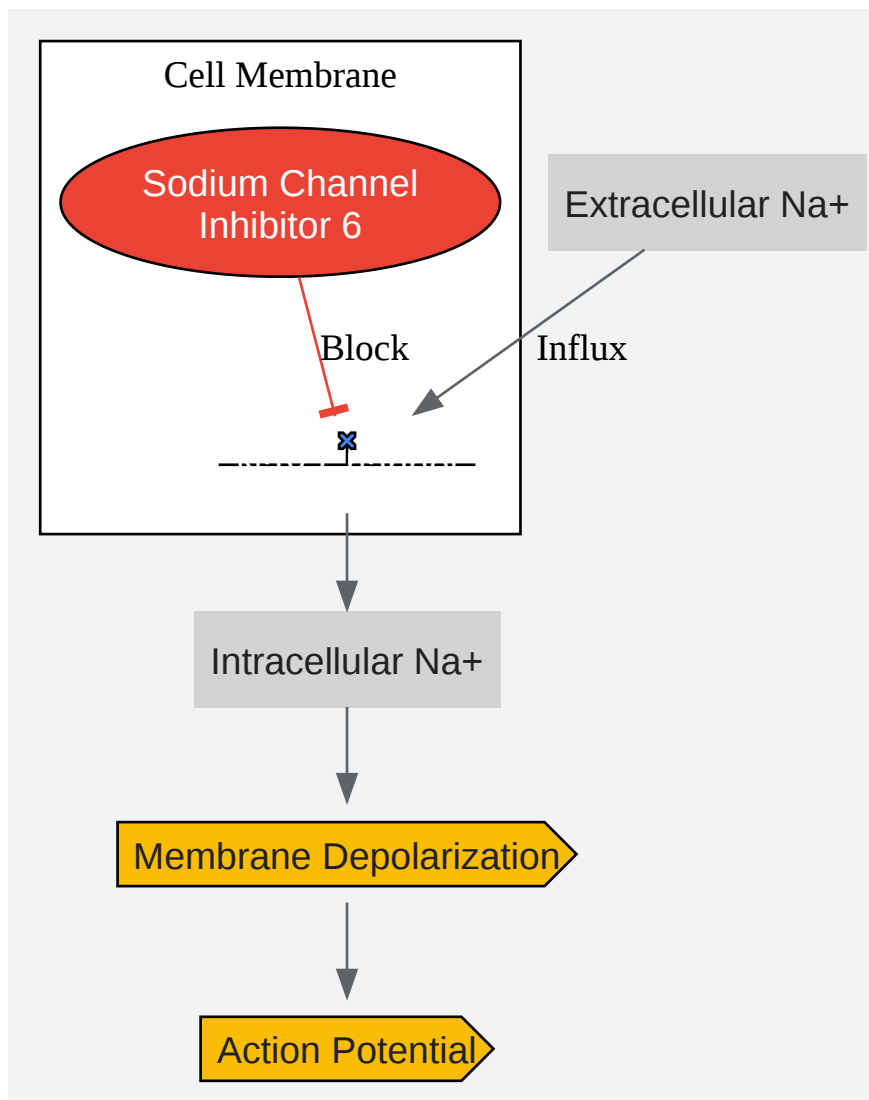 Cell Membrane
Sodium Channel
Inhibitor 6
Extracellular Na+
Block
Influx
Intracellular Na+
Membrane Depolarization
Action Potential